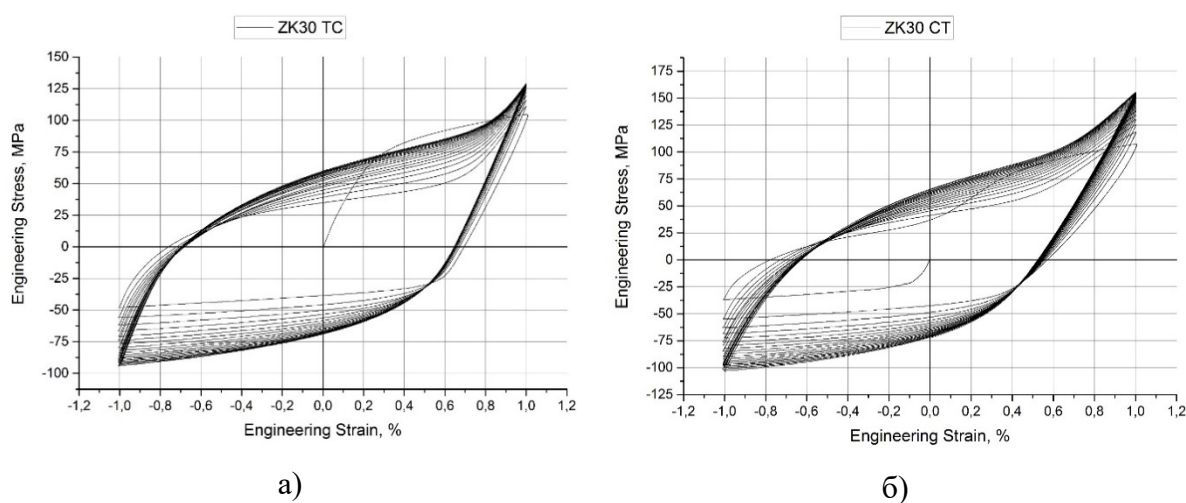 ZK30 TC
150
125
100
75
50
25
0
-25
-50
-75
-100
-1,2 -1,0 -0,8 -0,6 -0,4 -0,2 0,0 0,2 0,4 0,6 0,8 1,0 1,2
Engineering Stress, MPa
Engineering Strain, %
а)
ZK30 CT
175
150
125
100
75
50
25
0
-25
-50
-75
-100
-125
-1,2 -1,0 -0,8 -0,6 -0,4 -0,2 0,0 0,2 0,4 0,6 0,8 1,0 1,2
Engineering Stress, MPa
Engineering Strain, %
б)